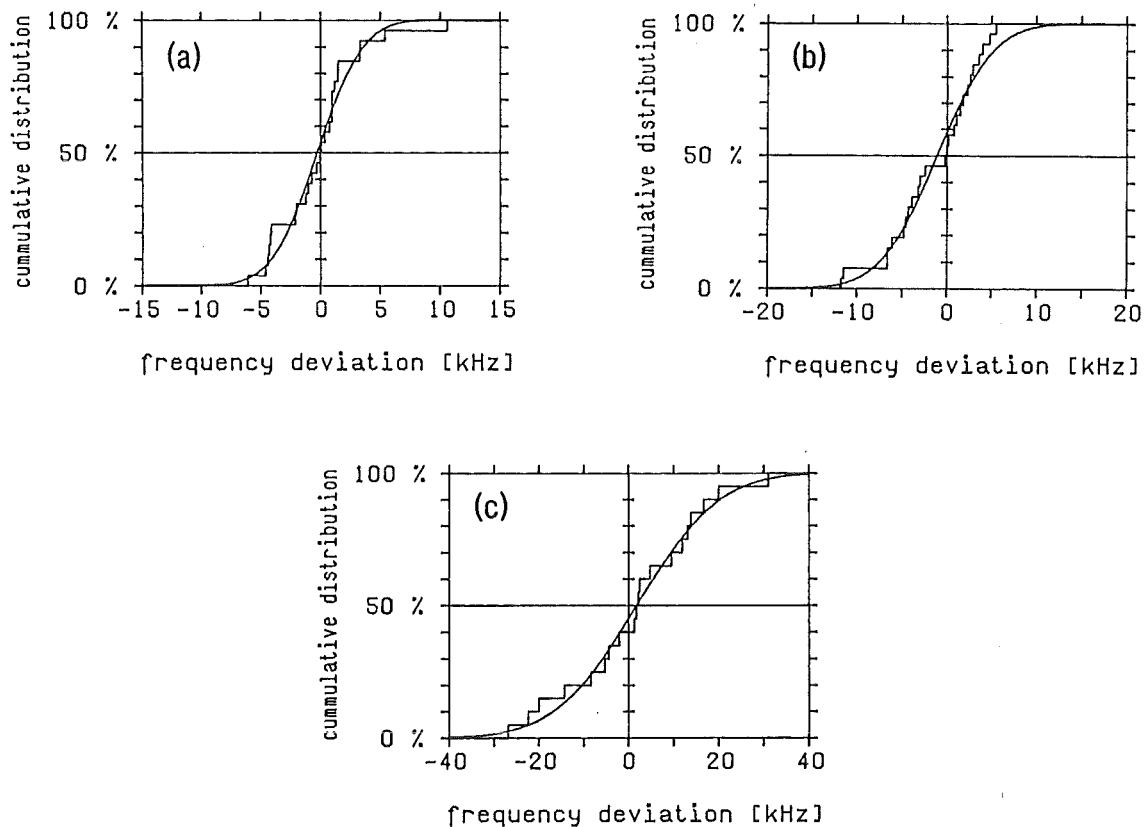 100 %
(a)
50 %
0 %
cummulative distribution
-15 -10 -5 0 5 10 15
frequency deviation [kHz]
100 %
(b)
50 %
0 %
cummulative distribution
-20 -10 0 10 20
frequency deviation [kHz]
100 %
(c)
50 %
0 %
cummulative distribution
-40 -20 0 20 40
frequency deviation [kHz]